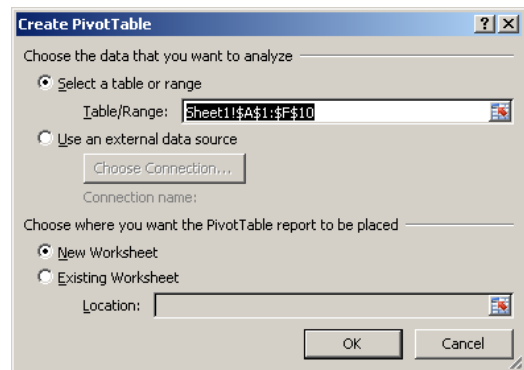 Create PivotTable
Choose the data that you want to analyze
Select a table or range
Table/Range: Sheet1!$A$1:$F$10
Use an external data source
Choose Connection...
Connection name:
Choose where you want the PivotTable report to be placed
New Worksheet
Existing Worksheet
Location:
OK Cancel